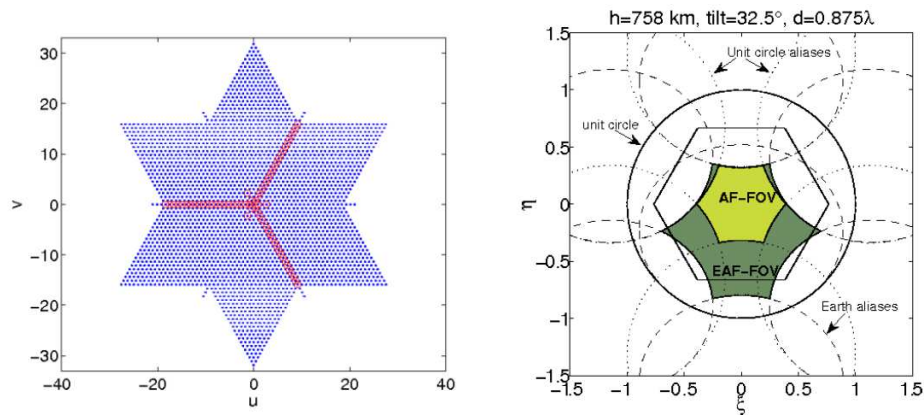 30
20
10
0
−10
−20
−30
−40
−20
0
20
40
u
v
h=758 km, tilt=32.5°, d=0.875λ
1.5
1
0.5
0
−0.5
−1
−1.5
−1.5
−1
−0.5
0
0.5
1
1.5
ξ
η
Unit circle aliases
unit circle
AF−FOV
EAF−FOV
Earth aliases